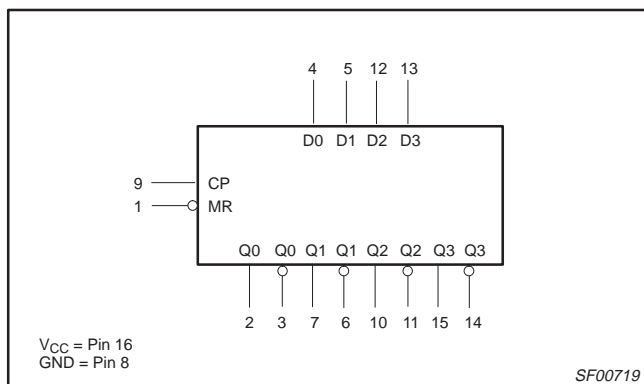 4 5 12 13
D0 D1 D2 D3
9 CP
1 MR
Q0 Q0 Q1 Q1 Q2 Q2 Q3 Q3
2 3 7 6 10 11 15 14
VCC = Pin 16
GND = Pin 8
SF00719